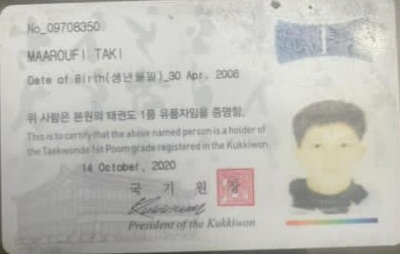 No_09708350
MAAROUFI TAKI
Date of Birth(생년월일)_30 Apr. 2008
위 사람은 본원의 태권도 1품 유품자임을 증명함.
This is to certify that the above named person is a holder of
the Taekwondo 1st Poom grade registered in the Kukkiwon.
14 October, 2020
국 기 원 장
President of the Kukkiwon